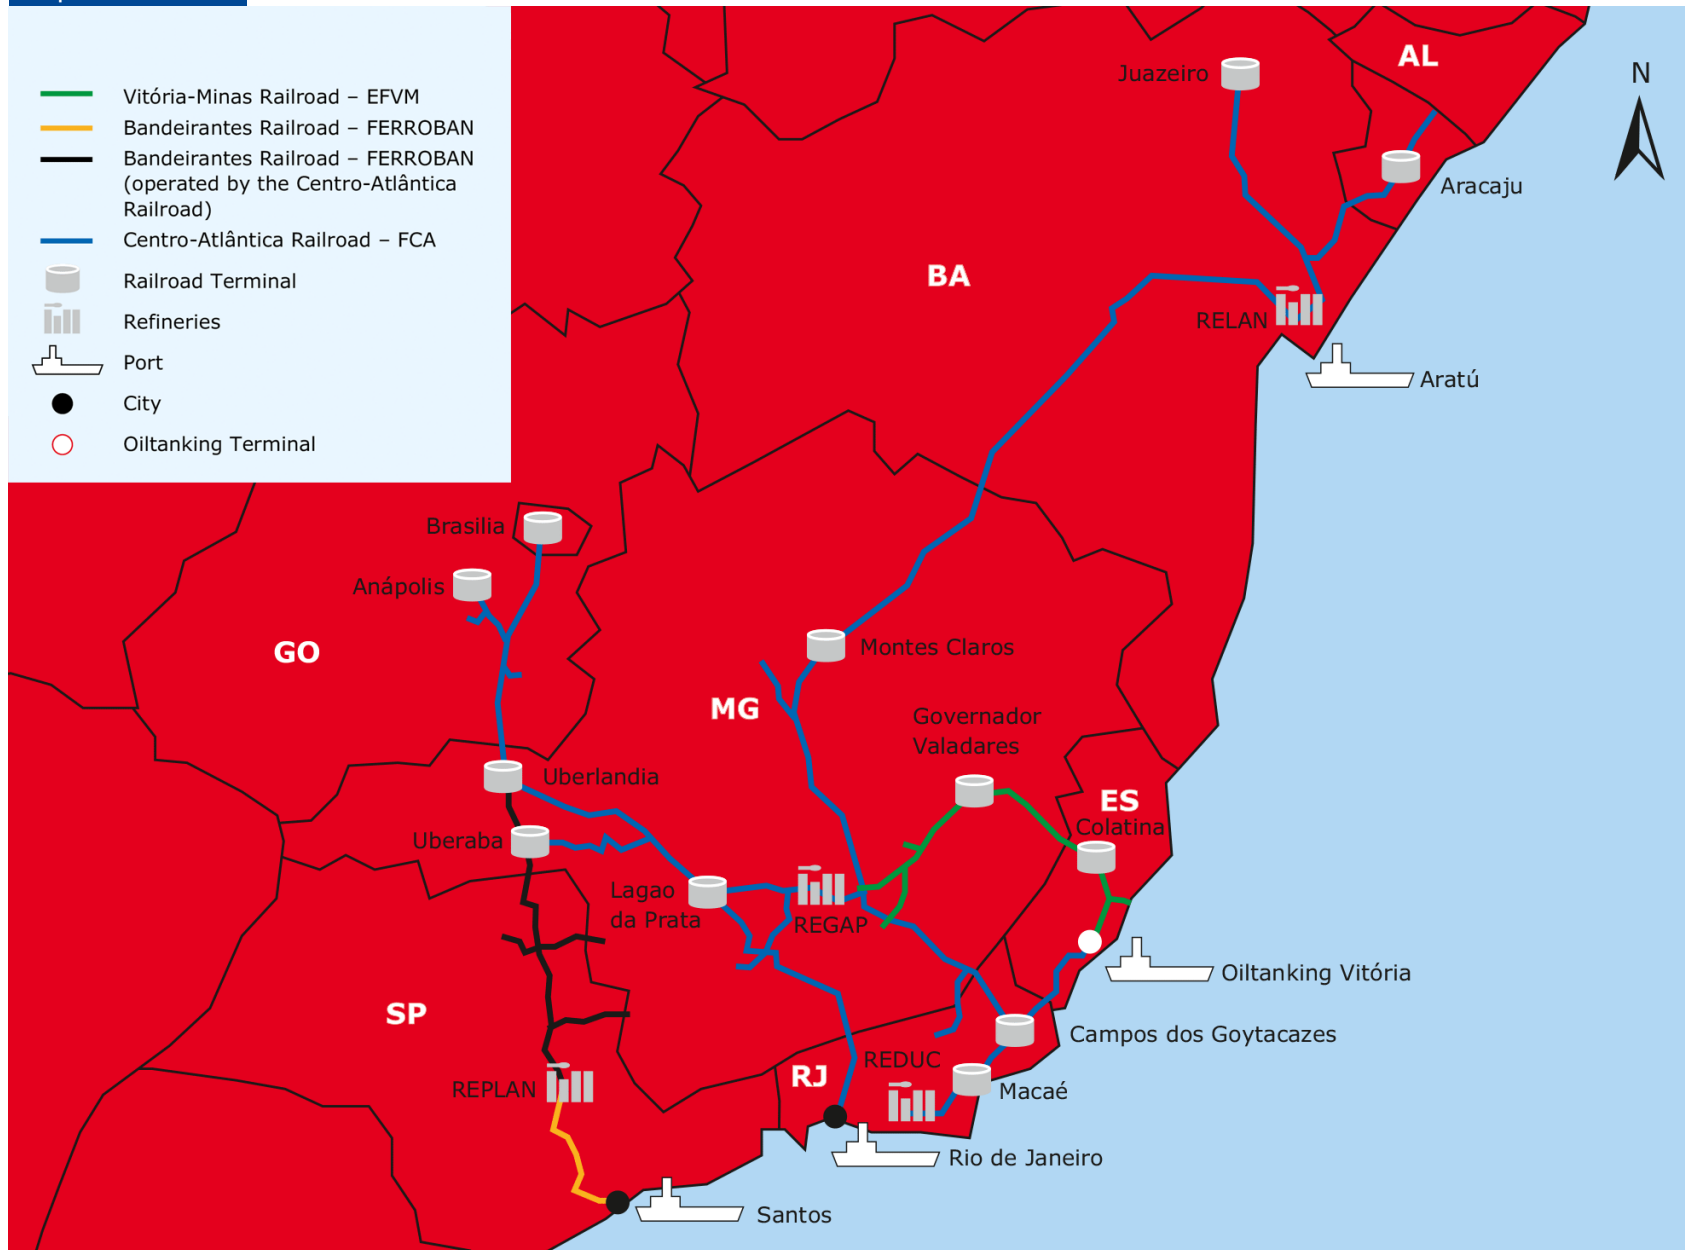 Vitória-Minas Railroad – EFVM
Bandeirantes Railroad – FERROBAN
Bandeirantes Railroad – FERROBAN
(operated by the Centro-Atlântica
Railroad)
Centro-Atlântica Railroad – FCA
Railroad Terminal
Refineries
Port
City
Oiltanking Terminal
N
AL
Juazeiro
Aracaju
BA
RELAN
Aratú
Brasilia
Anápolis
GO
Montes Claros
MG
Governador
Valadares
Uberlandia
ES
Colatina
Uberaba
Lagao
da Prata
REGAP
Oiltanking Vitória
SP
Campos dos Goytacazes
REDUC
RJ
REPLAN
Macaé
Rio de Janeiro
Santos